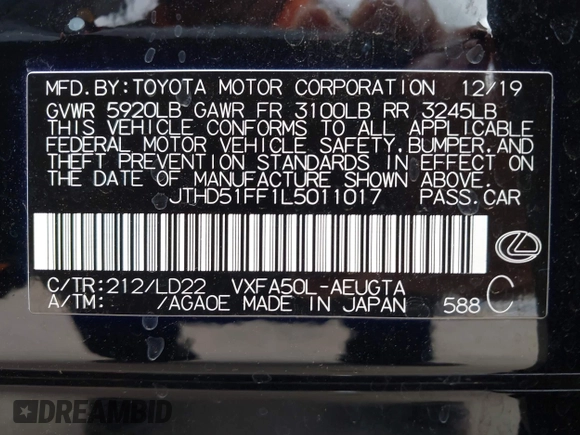 MFD.BY:TOYOTA MOTOR CORPORATION 12/19
GVWR 5920LB GAWR FR 3100LB RR 3245LB
THIS VEHICLE CONFORMS TO ALL APPLICABLE
FEDERAL MOTOR VEHICLE SAFETY,BUMPER,AND
THEFT PREVENTION STANDARDS IN EFFECT ON
THE DATE OF MANUFACTURE SHOWN ABOVE.
JTHD51FF1L5011017 PASS.CAR
C/TR:212/LD22 VXFA50L-AEUGTA
A/TM: /AGA0E MADE IN JAPAN 588 C
DREAMBID